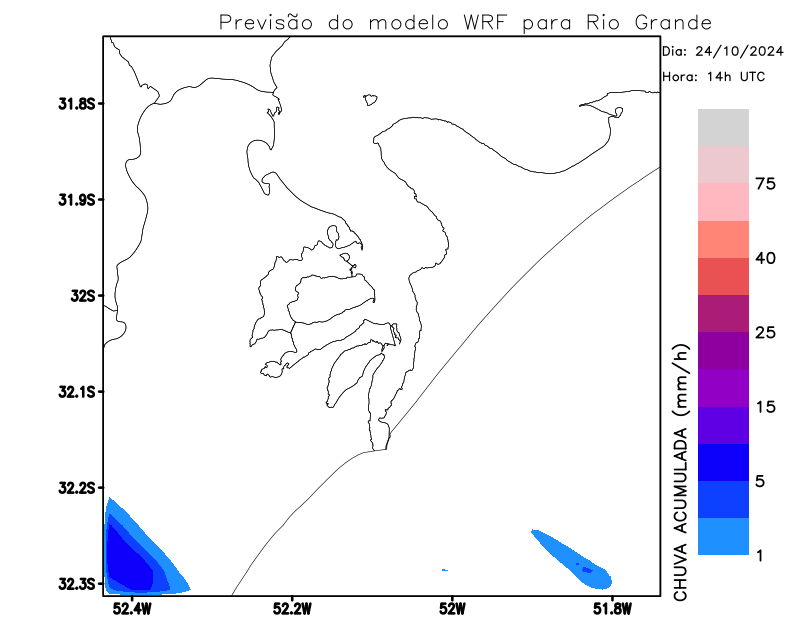 Previsão do modelo WRF para Rio Grande
Dia: 24/10/2024
Hora: 14h UTC
31.8S
31.9S
32S
32.1S
32.2S
32.3S
52.4W
52.2W
52W
51.8W
CHUVA ACUMULADA (mm/h)
75
40
25
15
5
1